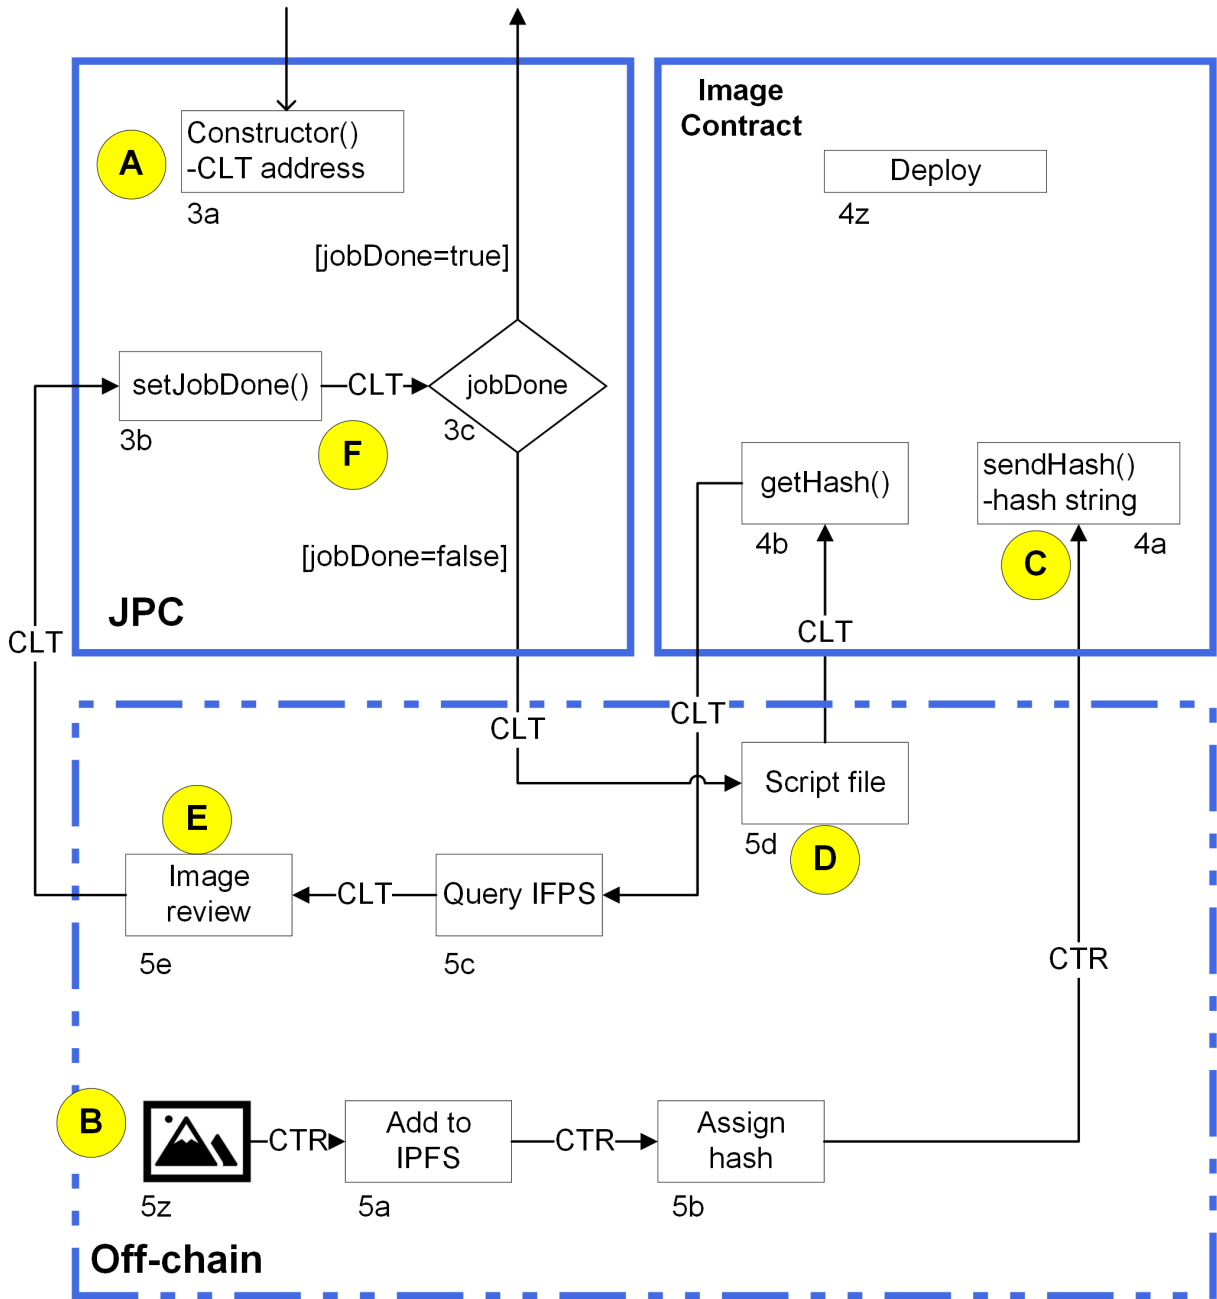 Image
Contract
Constructor()
-CLT address
A
3a
Deploy
4z
[jobDone=true]
setJobDone()
CLT
jobDone
3b
3c
F
getHash()
sendHash()
-hash string
4b
4a
C
[jobDone=false]
JPC
CLT
CLT
CLT
CLT
Script file
5d
D
E
Image
review
CLT
Query IFPS
5e
5c
CTR
B
CTR
Add to
IPFS
CTR
Assign
hash
5z
5a
5b
Off-chain